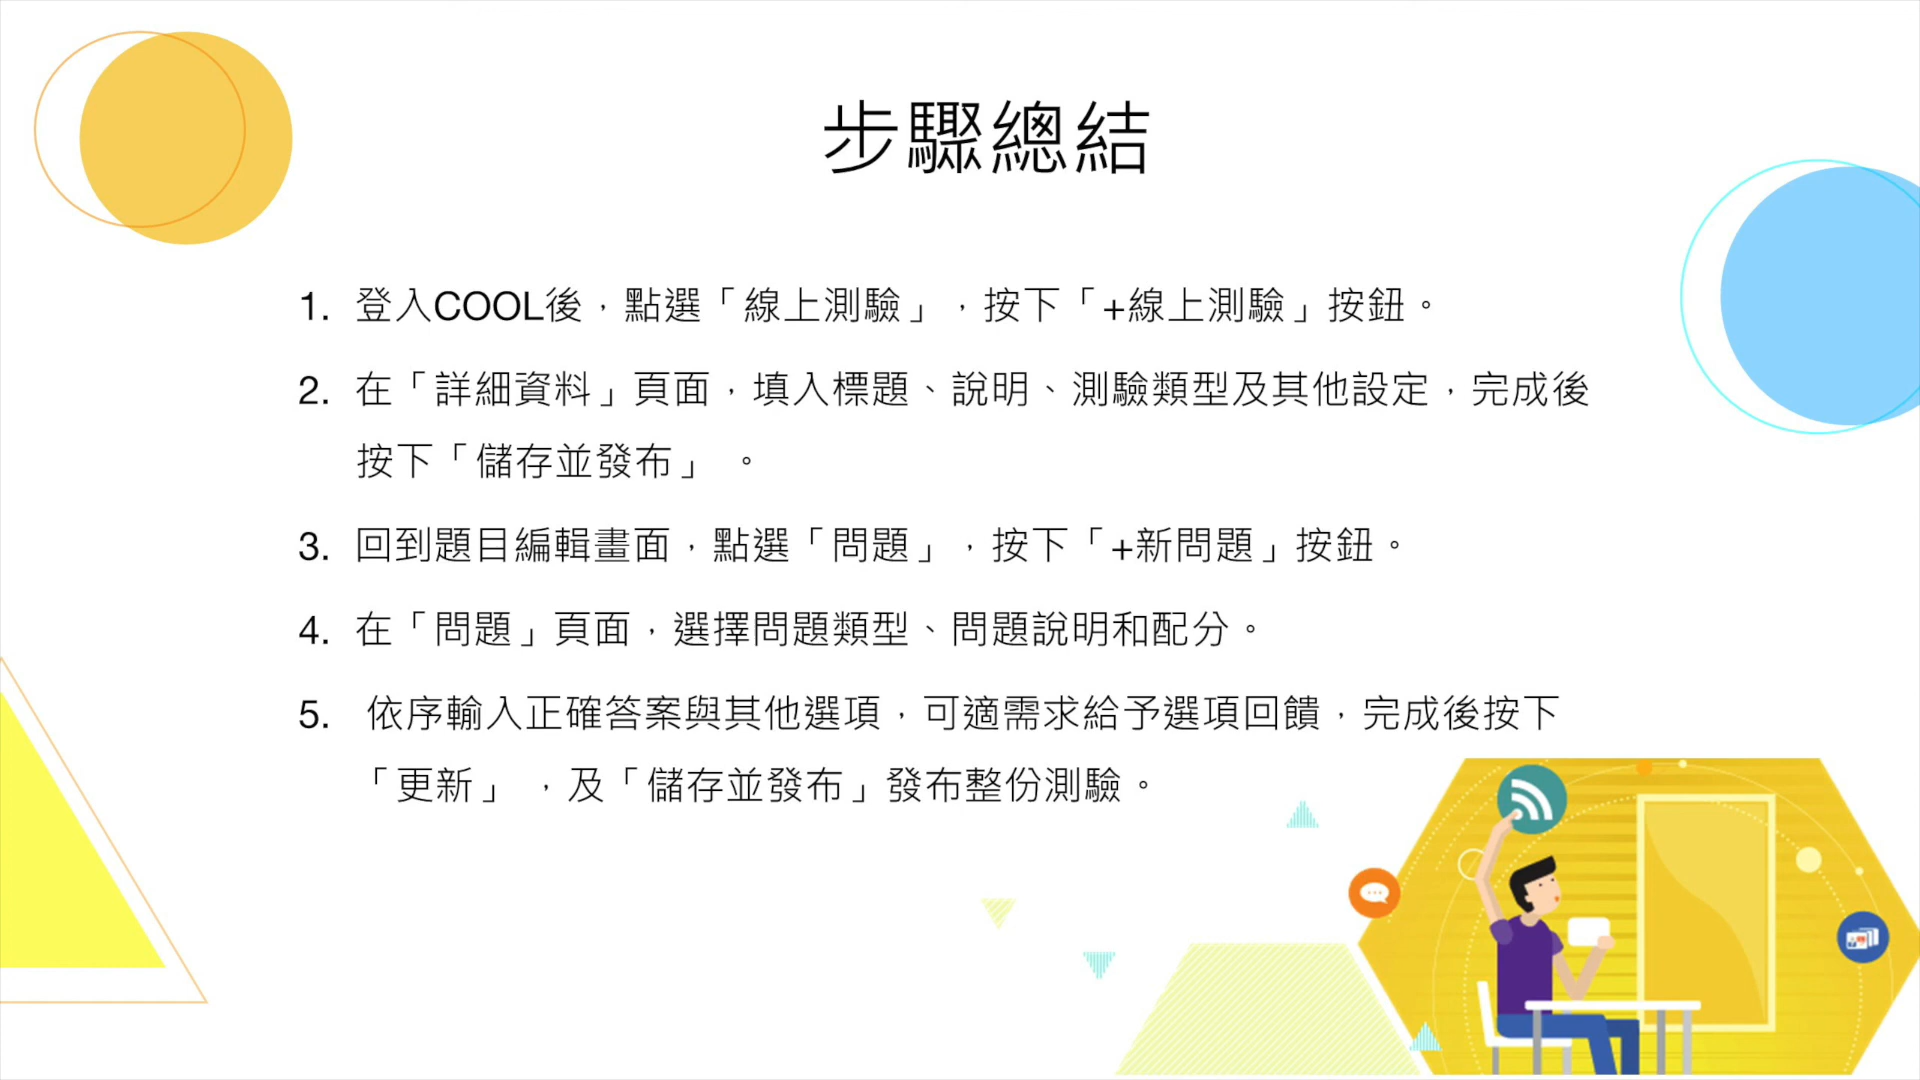 步驟總結
1. 登入COOL後，點選「線上測驗」，按下「+線上測驗」按鈕。
2. 在「詳細資料」頁面，填入標題、說明、測驗類型及其他設定，完成後
按下「儲存並發布」 。
3. 回到題目編輯畫面，點選「問題」，按下「+新問題」按鈕。
4. 在「問題」頁面，選擇問題類型、問題說明和配分。
5. 依序輸入正確答案與其他選項，可適需求給予選項回饋，完成後按下
「更新」 ，及「儲存並發布」發布整份測驗。